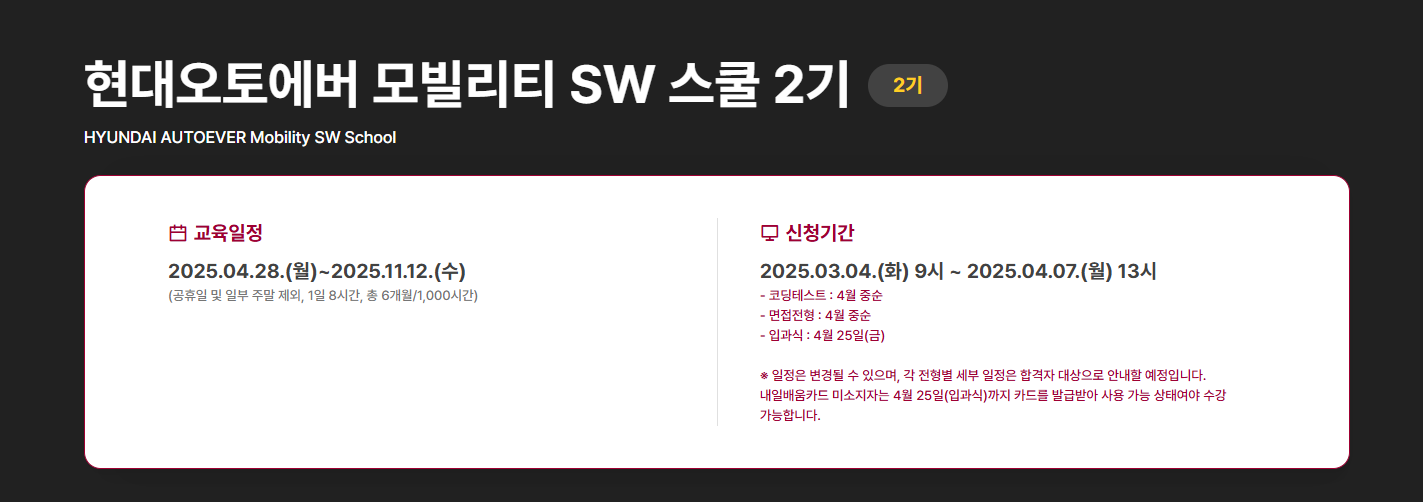 현대오토에버 모빌리티 SW 스쿨 2기 2기
HYUNDAI AUTOEVER Mobility SW School
교육일정
2025.04.28.(월)~2025.11.12.(수)
(공휴일 및 일부 주말 제외, 1일 8시간, 총 6개월/1,000시간)
신청기간
2025.03.04.(화) 9시 ~ 2025.04.07.(월) 13시
- 코딩테스트 : 4월 중순
- 면접전형 : 4월 중순
- 입과식 : 4월 25일(금)
※ 일정은 변경될 수 있으며, 각 전형별 세부 일정은 합격자 대상으로 안내할 예정입니다.
내일배움카드 미소지자는 4월 25일(입과식)까지 카드를 발급받아 사용 가능 상태여야 수강
가능합니다.